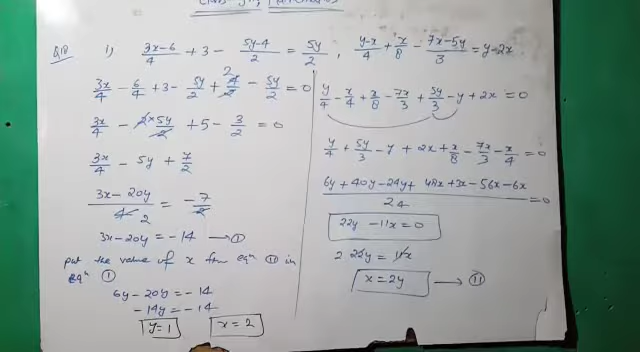 Q18 1) (3x-6)/4 + 3 - (5y-4)/2 = 5y/2 , (y-x)/4 + x/8 - (7x-5y)/3 = y-2x
3x/4 - 6/4 + 3 - 5y/2 + 4/2 - 5y/2 = 0
3x/4 - 2×5y/2 + 5 - 3/2 = 0
3x/4 - 5y + 7/2
(3x-20y)/4 = -7/2
2
3x-20y = -14 → ①
put the value of x from eqn ⑪ in
eqn ①
6y-20y = -14
-14y = -14
y=1 x=2
y/4 - x/4 + x/8 - 7x/3 + 5y/3 - y + 2x = 0
y/4 + 5y/3 - y + 2x + x/8 - 7x/3 - x/4 = 0
(6y+40y-24y+48x+3x-56x-6x)/24 = 0
22y - 11x = 0
2 22y = 11x
x = 2y → ⑪